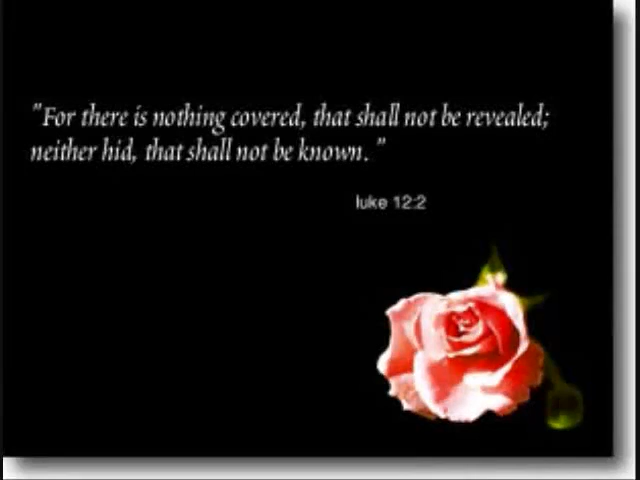 "For there is nothing covered, that shall not be revealed;
neither hid, that shall not be known. "
luke 12:2